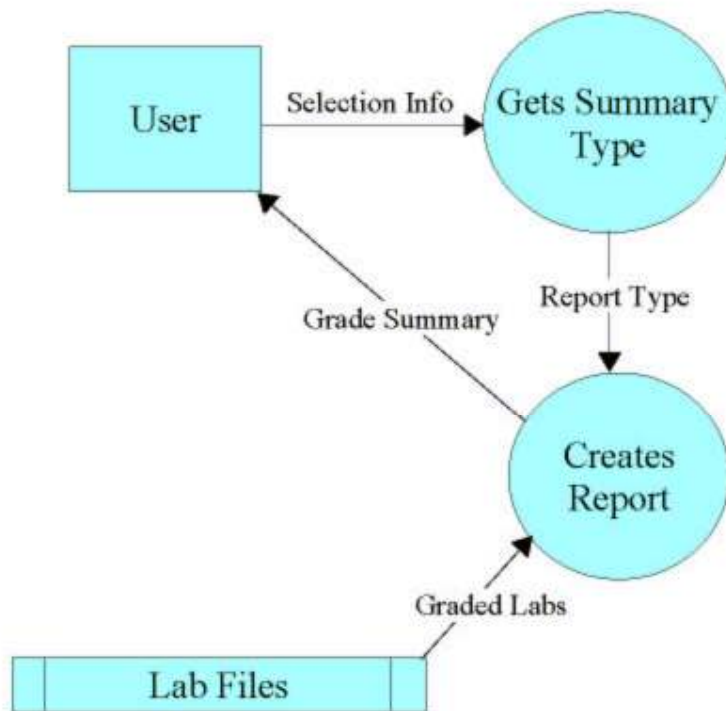 User
Selection Info
Gets Summary
Type
Report Type
Grade Summary
Creates
Report
Graded Labs
Lab Files